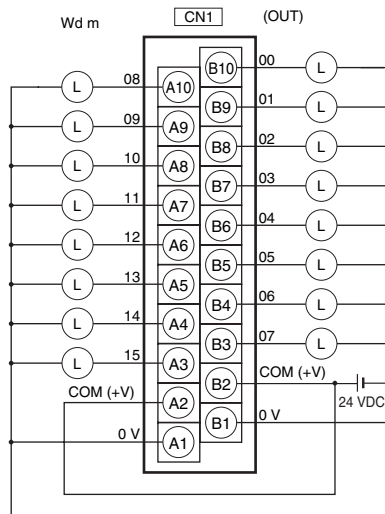 Wd m CN1 (OUT)
B10 00 L
L 08 A10
B9 01 L
L 09 A9
B8 02 L
L 10 A8
B7 03 L
L 11 A7
B6 04 L
L 12 A6
B5 05 L
L 13 A5
B4 06 L
L 14 A4
B3 07 L
L 15 A3
B2 COM (+V)
COM (+V) A2
24 VDC
B1 0 V
0 V A1